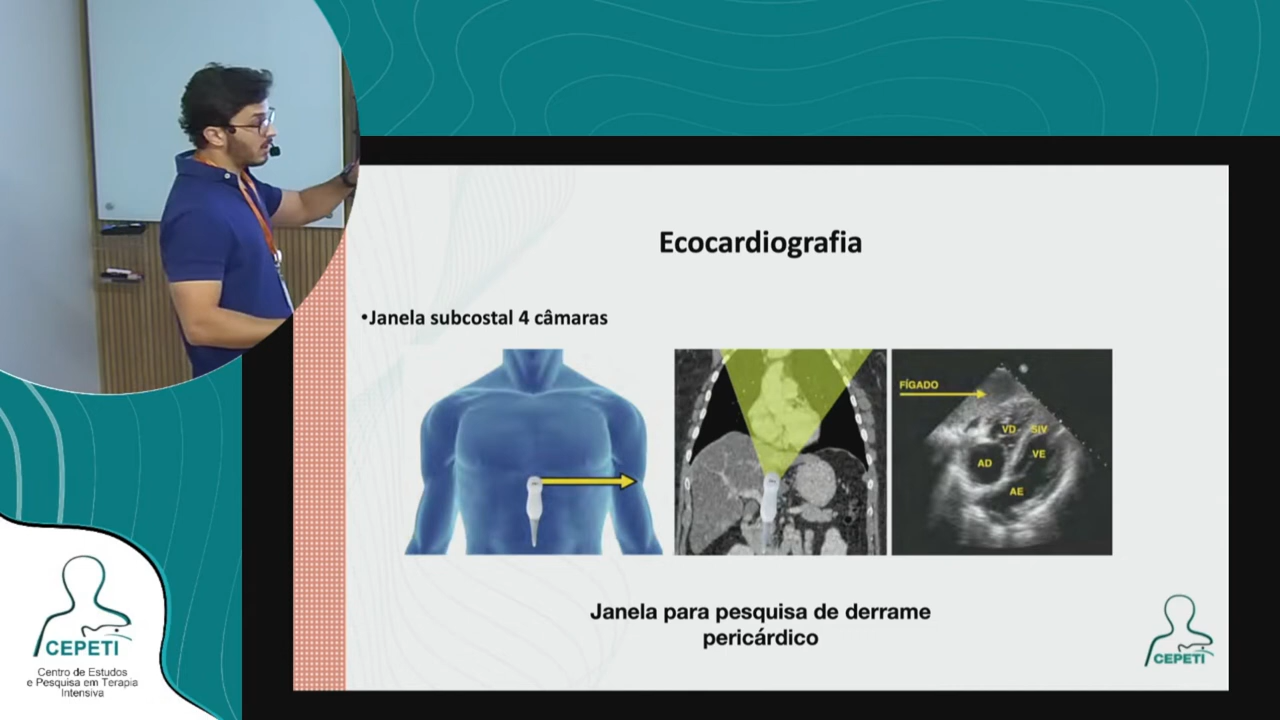 Ecocardiografia
•Janela subcostal 4 câmaras
FÍGADO
VD
SIV
AD
VE
AE
Janela para pesquisa de derrame
pericárdico
CEPETI
CEPETI
Centro de Estudos
e Pesquisa em Terapia
Intensiva